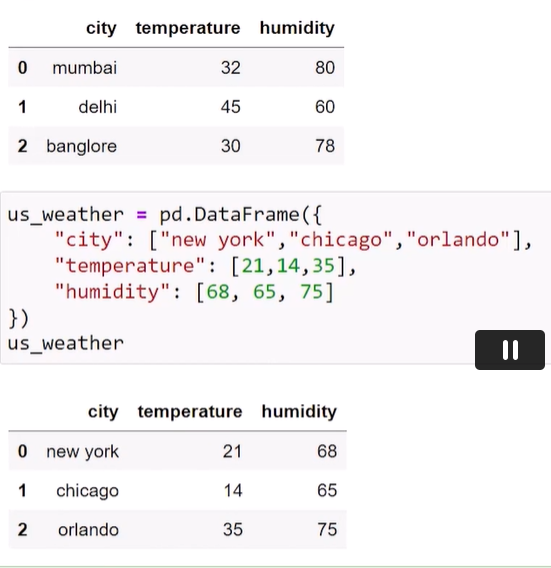 city temperature humidity
0 mumbai 32 80
1 delhi 45 60
2 banglore 30 78
us_weather = pd.DataFrame({
    "city": ["new york","chicago","orlando"],
    "temperature": [21,14,35],
    "humidity": [68, 65, 75]
})
us_weather
city temperature humidity
0 new york 21 68
1 chicago 14 65
2 orlando 35 75